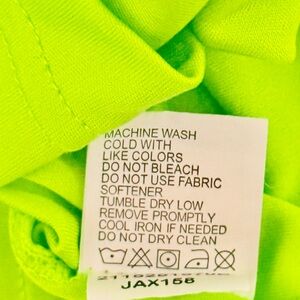 MACHINE WASH
COLD WITH
LIKE COLORS
DO NOT BLEACH
DO NOT USE FABRIC
SOFTENER
TUMBLE DRY LOW
REMOVE PROMPTLY
COOL IRON IF NEEDED
DO NOT DRY CLEAN
JAX158